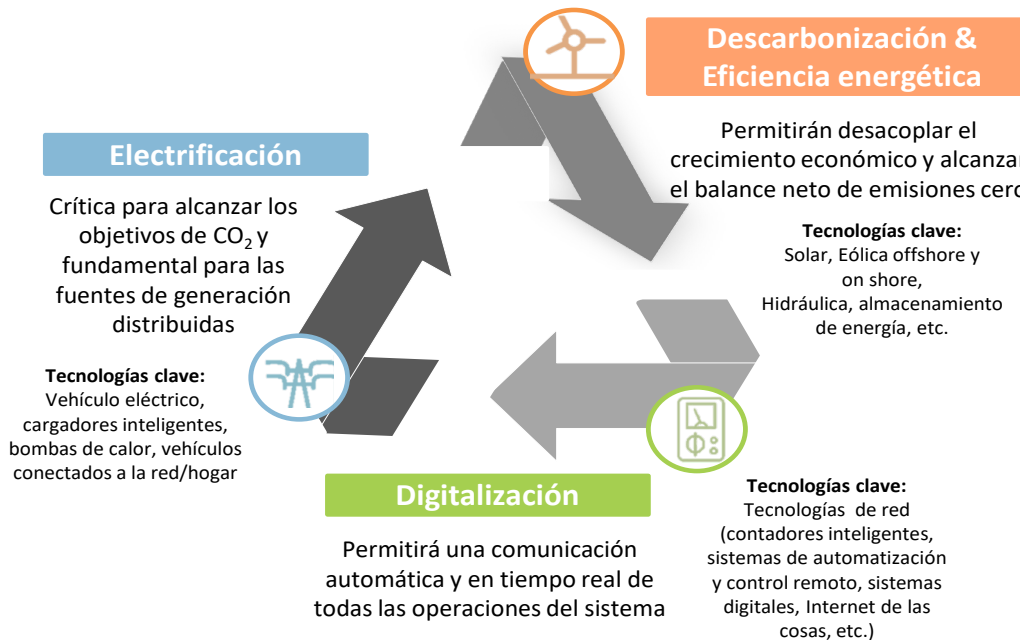 Descarbonización &
Eficiencia energética
Permitirán desacoplar el
crecimiento económico y alcanzar
el balance neto de emisiones cero
Tecnologías clave:
Solar, Eólica offshore y
on shore,
Hidráulica, almacenamiento
de energía, etc.
Electrificación
Crítica para alcanzar los
objetivos de CO₂ y
fundamental para las
fuentes de generación
distribuidas
Tecnologías clave:
Vehículo eléctrico,
cargadores inteligentes,
bombas de calor, vehículos
conectados a la red/hogar
Digitalización
Permitirá una comunicación
automática y en tiempo real de
todas las operaciones del sistema
Tecnologías clave:
Tecnologías de red
(contadores inteligentes,
sistemas de automatización
y control remoto, sistemas
digitales, Internet de las
cosas, etc.)